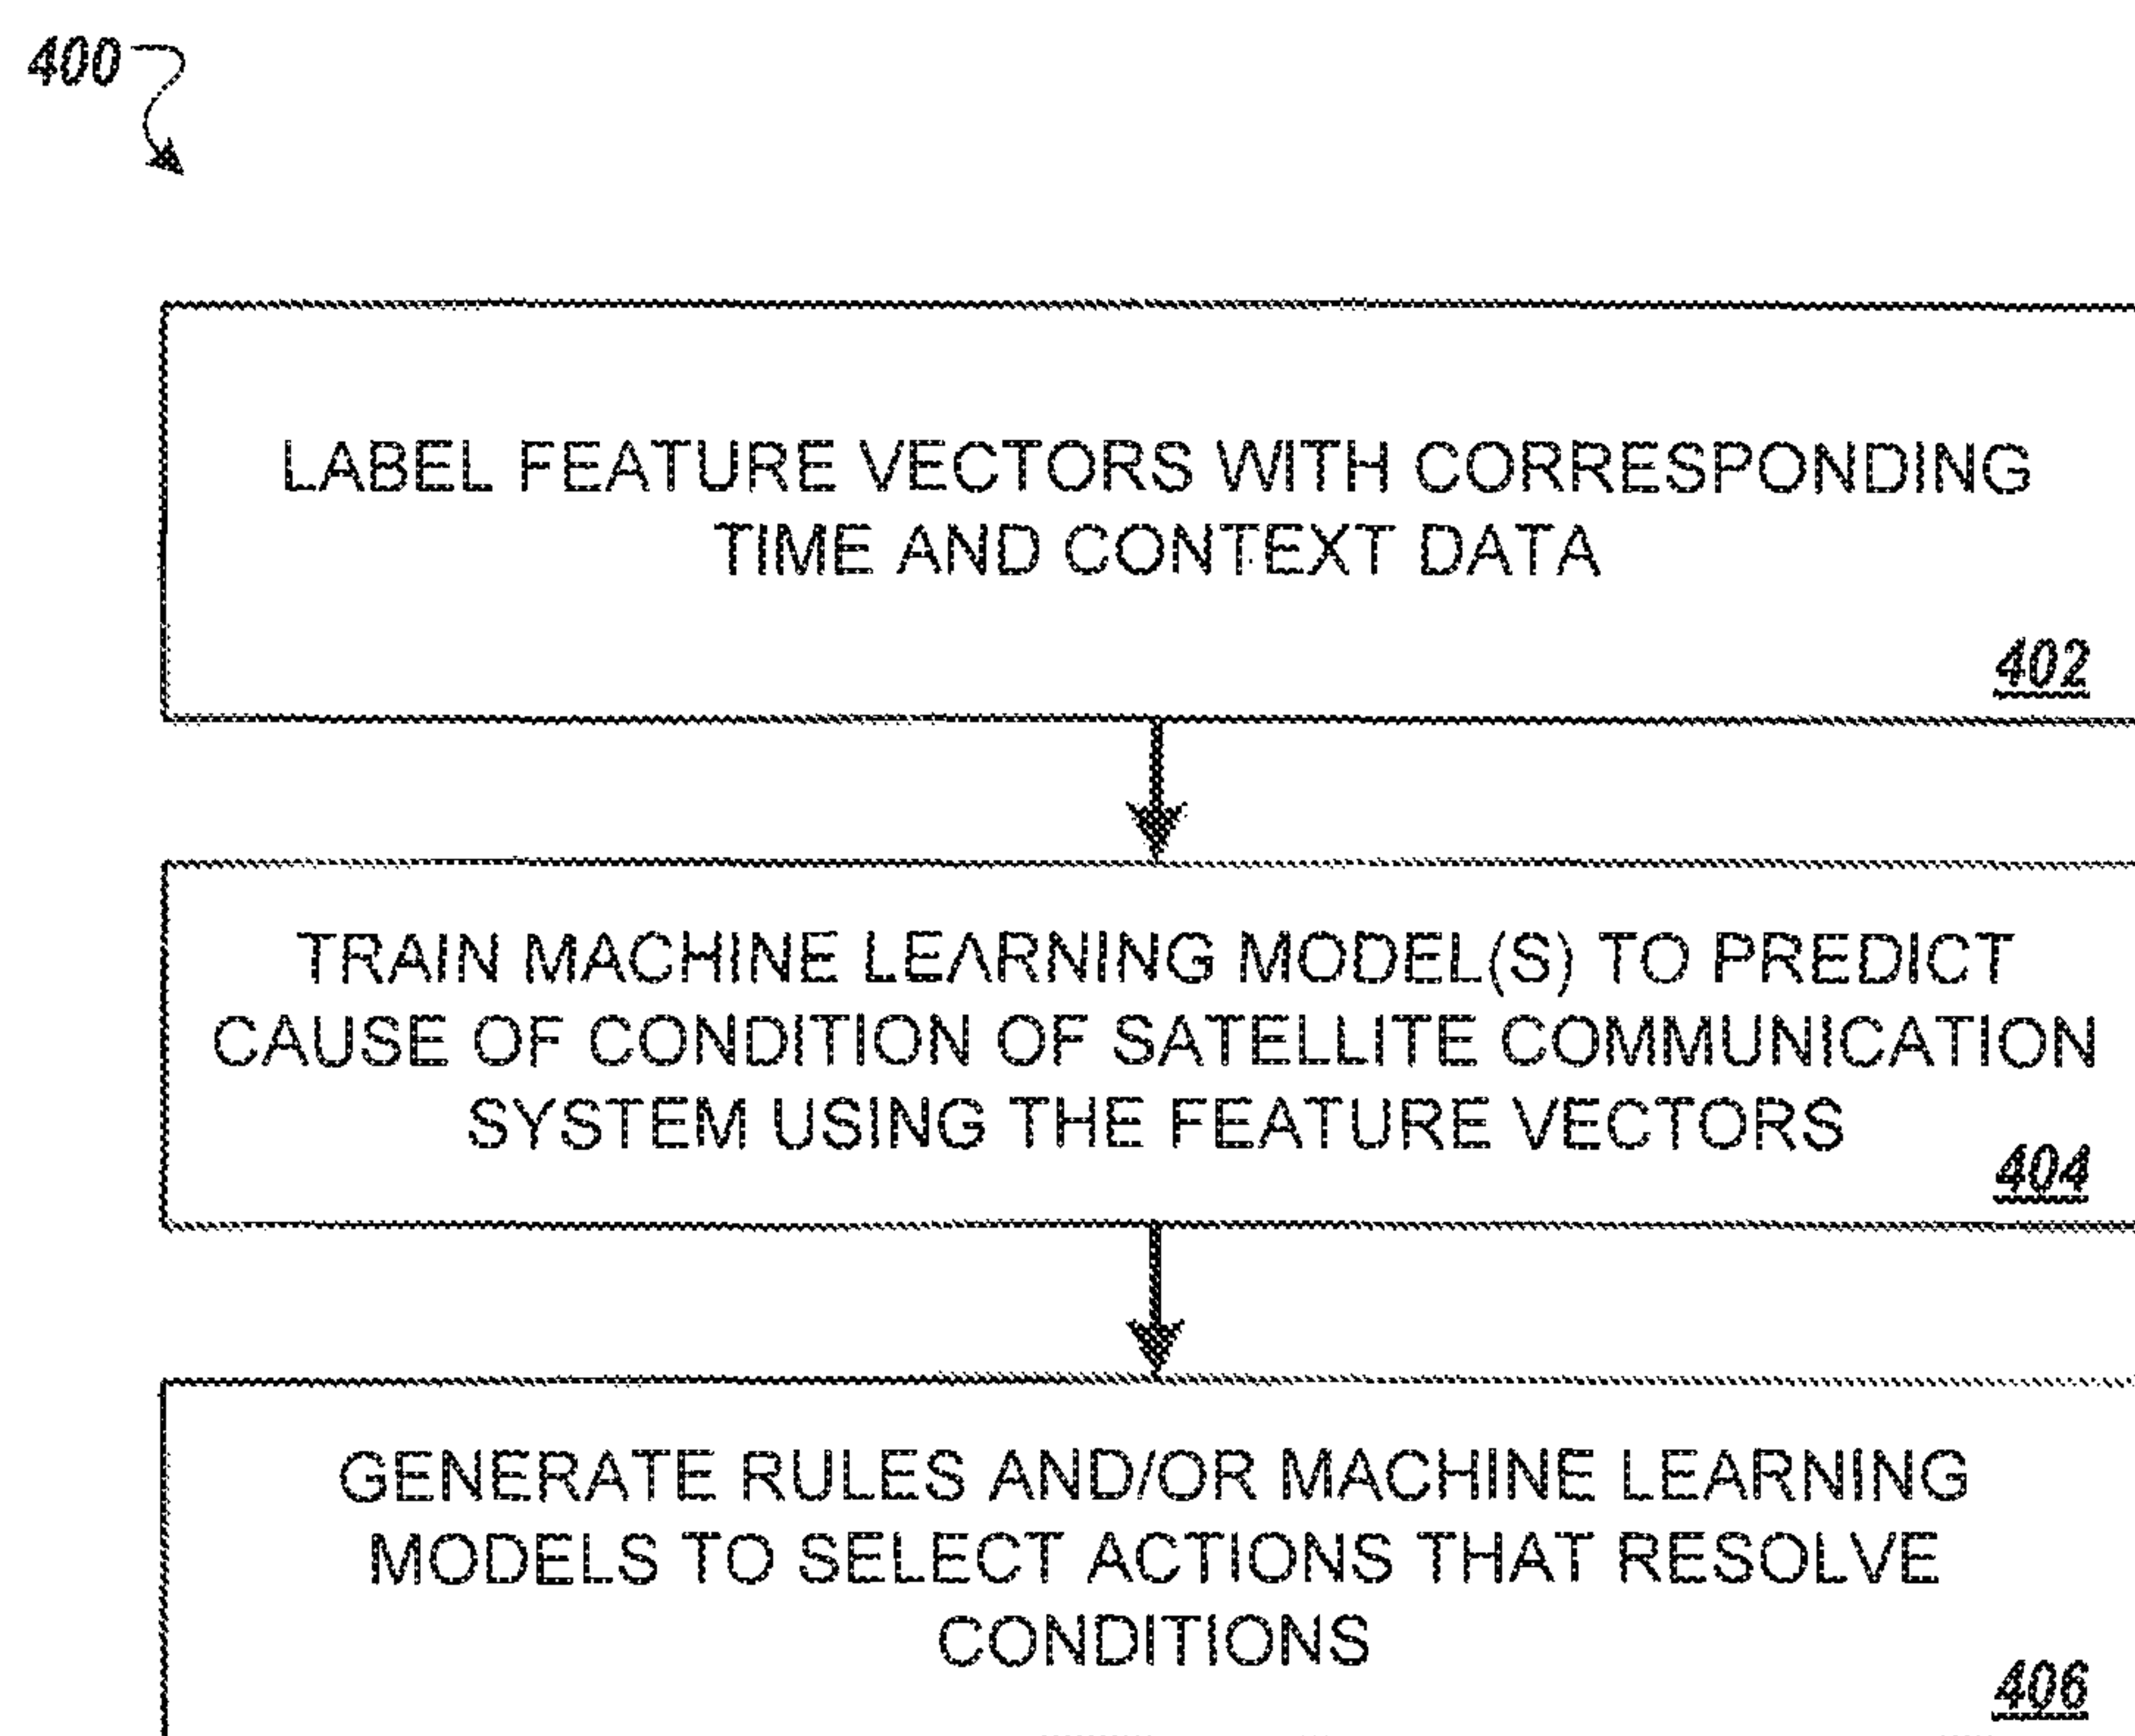 400
LABEL FEATURE VECTORS WITH CORRESPONDING
TIME AND CONTEXT DATA
402
TRAIN MACHINE LEARNING MODEL(S) TO PREDICT
CAUSE OF CONDITION OF SATELLITE COMMUNICATION
SYSTEM USING THE FEATURE VECTORS
404
GENERATE RULES AND/OR MACHINE LEARNING
MODELS TO SELECT ACTIONS THAT RESOLVE
CONDITIONS
406